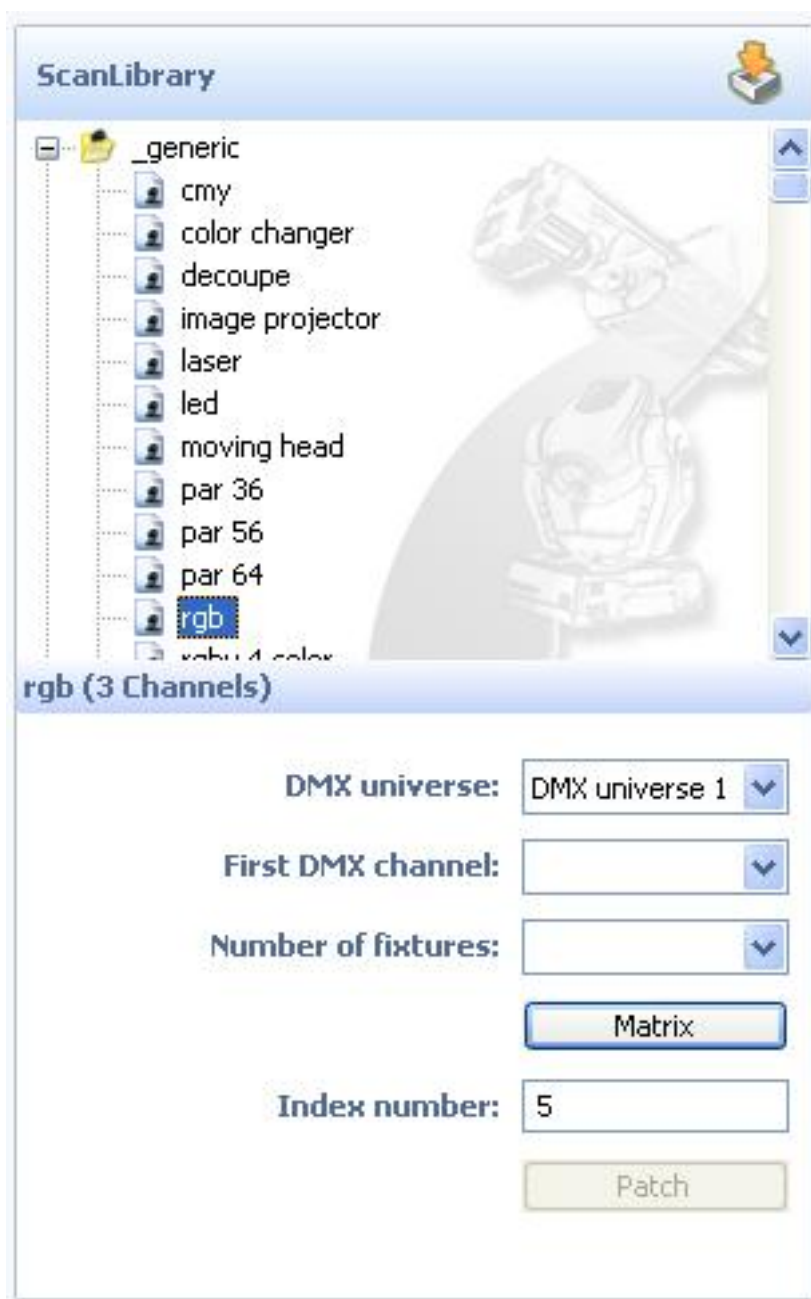 ScanLibrary
_generic
cmy
color changer
decoupe
image projector
laser
led
moving head
par 36
par 56
par 64
rgb
rgb (3 Channels)
DMX universe: DMX universe 1
First DMX channel:
Number of fixtures:
Matrix
Index number: 5
Patch